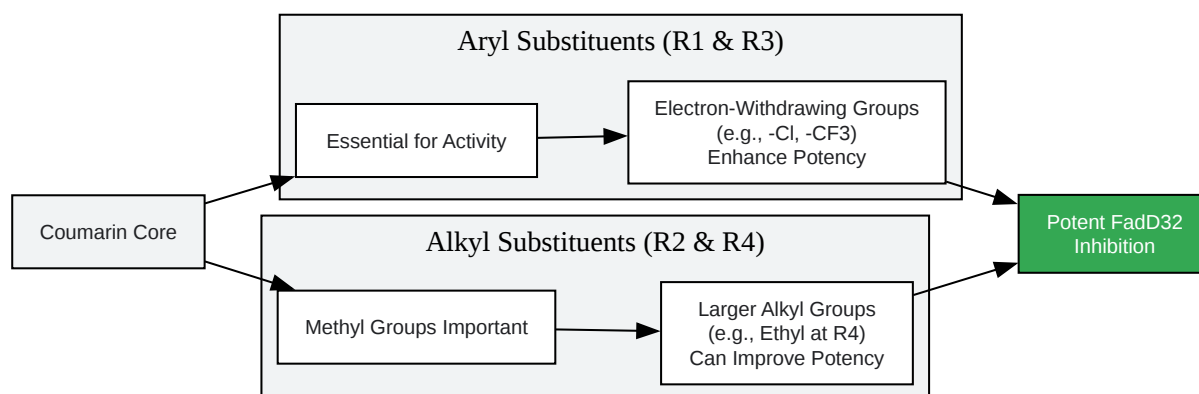 Aryl Substituents (R1 & R3)
Essential for Activity
Electron-Withdrawing Groups
(e.g., -Cl, -CF3)
Enhance Potency
Coumarin Core
Alkyl Substituents (R2 & R4)
Methyl Groups Important
Larger Alkyl Groups
(e.g., Ethyl at R4)
Can Improve Potency
Potent FadD32
Inhibition